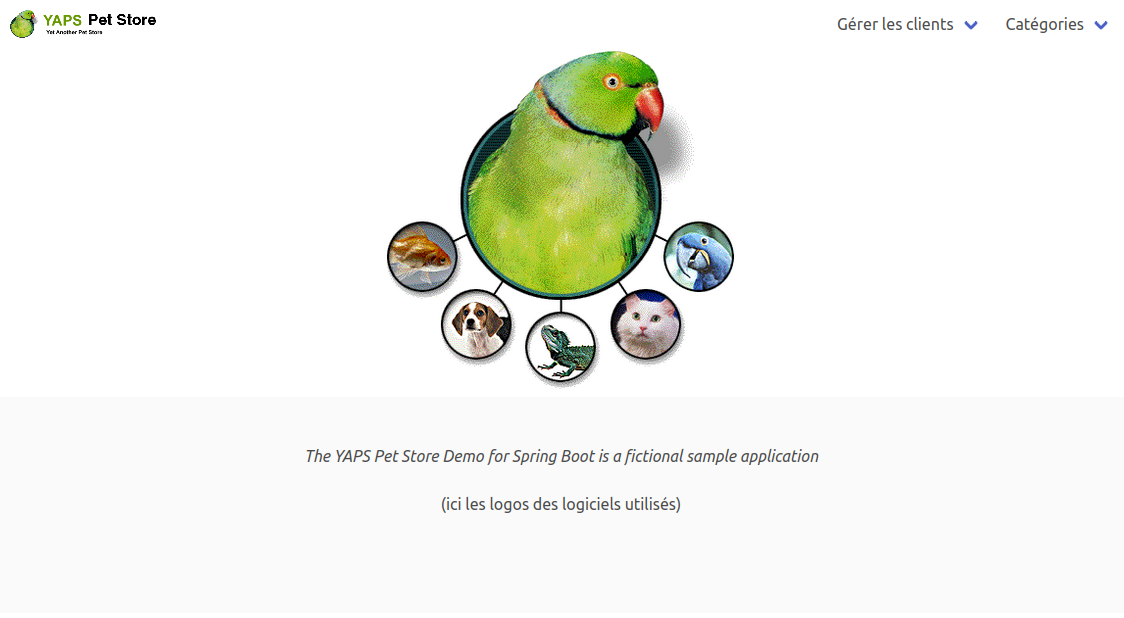 YAPS Pet Store
Yet Another Pet Store
Gérer les clients
Catégories
The YAPS Pet Store Demo for Spring Boot is a fictional sample application
(ici les logos des logiciels utilisés)